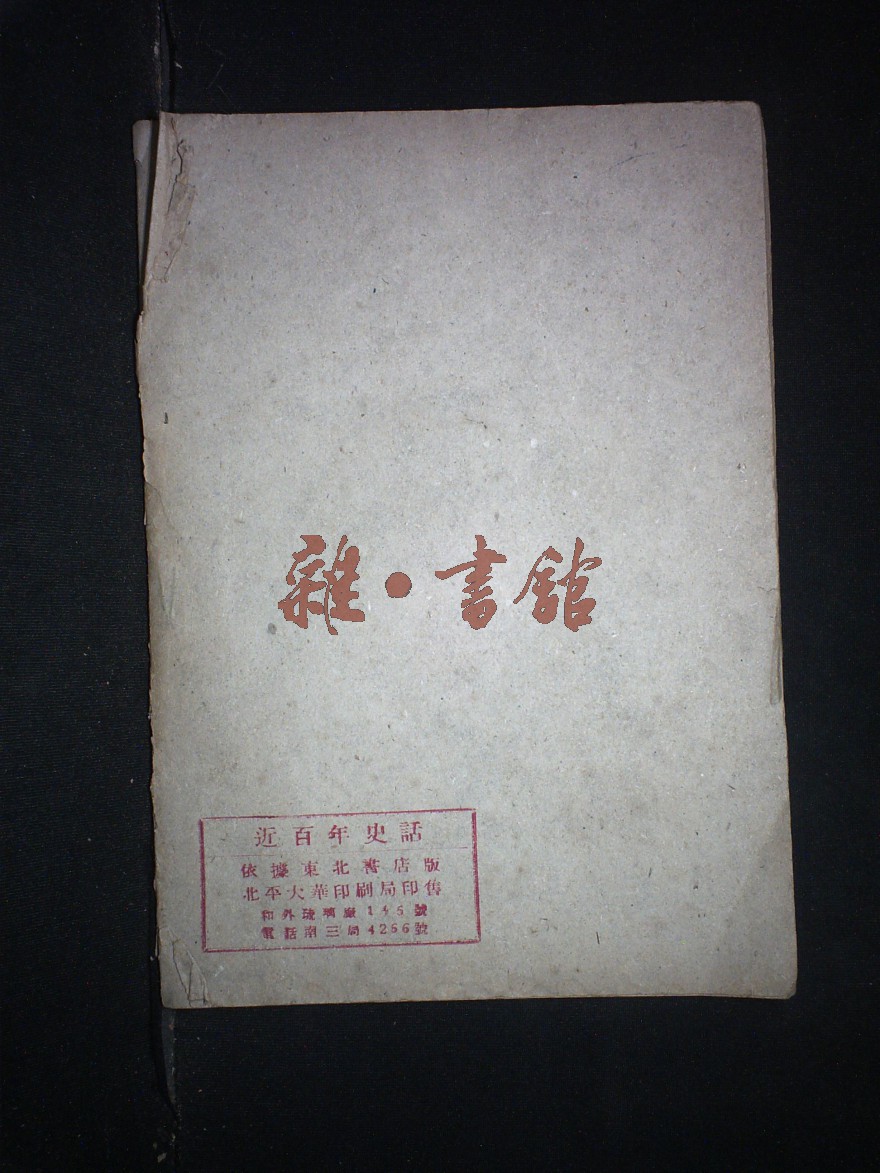 雜·書館
近百年史話
依據東北書店版
北平大華印刷局印售
和外琉璃廠145號
電話南三局4256號